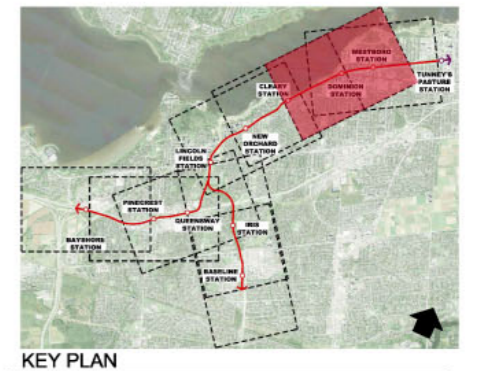 WESTBORO
STATION
TUNNEY'S
PASTURE
STATION
CLEARY
STATION
DOMINION
STATION
NEW
ORCHARD
STATION
LINCOLN
FIELDS
STATION
PINECREST
STATION
QUEENSWAY
STATION
IRIS
STATION
BAYSHORE
STATION
BASELINE
STATION
KEY PLAN